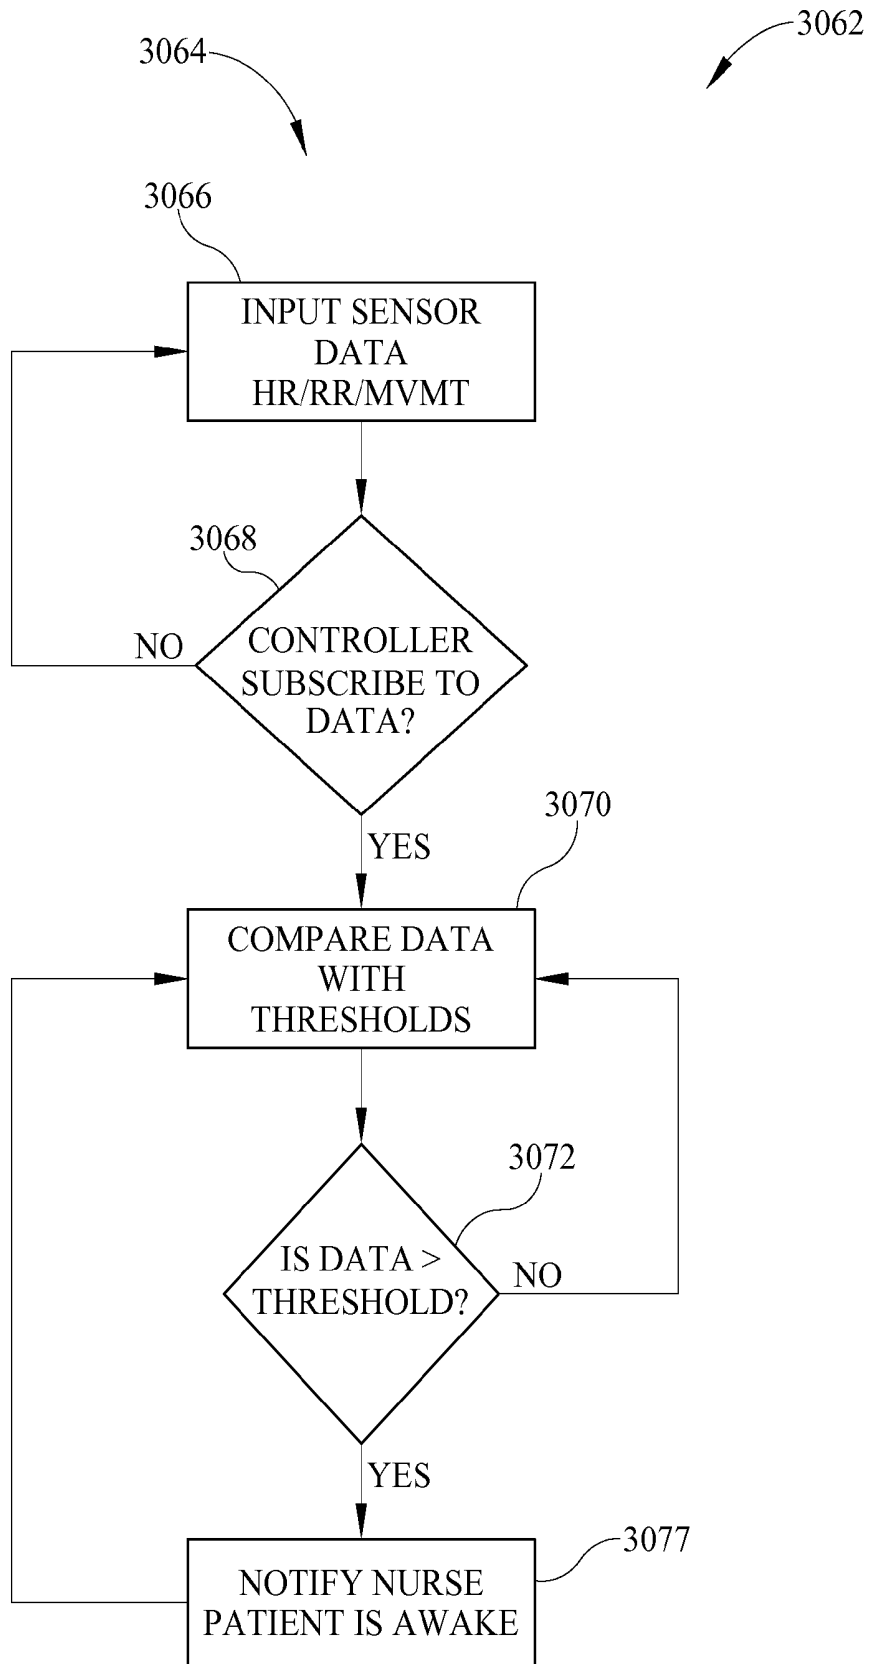 3062
3064
3066
INPUT SENSOR
DATA
HR/RR/MVMT
3068
NO
CONTROLLER
SUBSCRIBE TO
DATA?
YES
3070
COMPARE DATA
WITH
THRESHOLDS
3072
IS DATA >
THRESHOLD?
NO
YES
3077
NOTIFY NURSE
PATIENT IS AWAKE